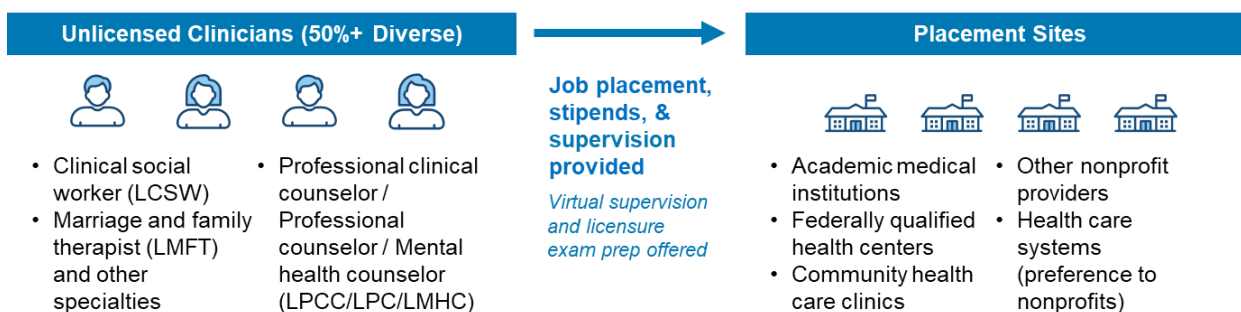 Unlicensed Clinicians (50%+ Diverse)
• Clinical social
worker (LCSW)
• Marriage and family
therapist (LMFT)
and other
specialties
• Professional clinical
counselor /
Professional
counselor / Mental
health counselor
(LPCC/LPC/LMHC)
Job placement,
stipends, &
supervision
provided
Virtual supervision
and licensure
exam prep offered
Placement Sites
• Academic medical
institutions
• Federally qualified
health centers
• Community health
care clinics
• Other nonprofit
providers
• Health care
systems
(preference to
nonprofits)